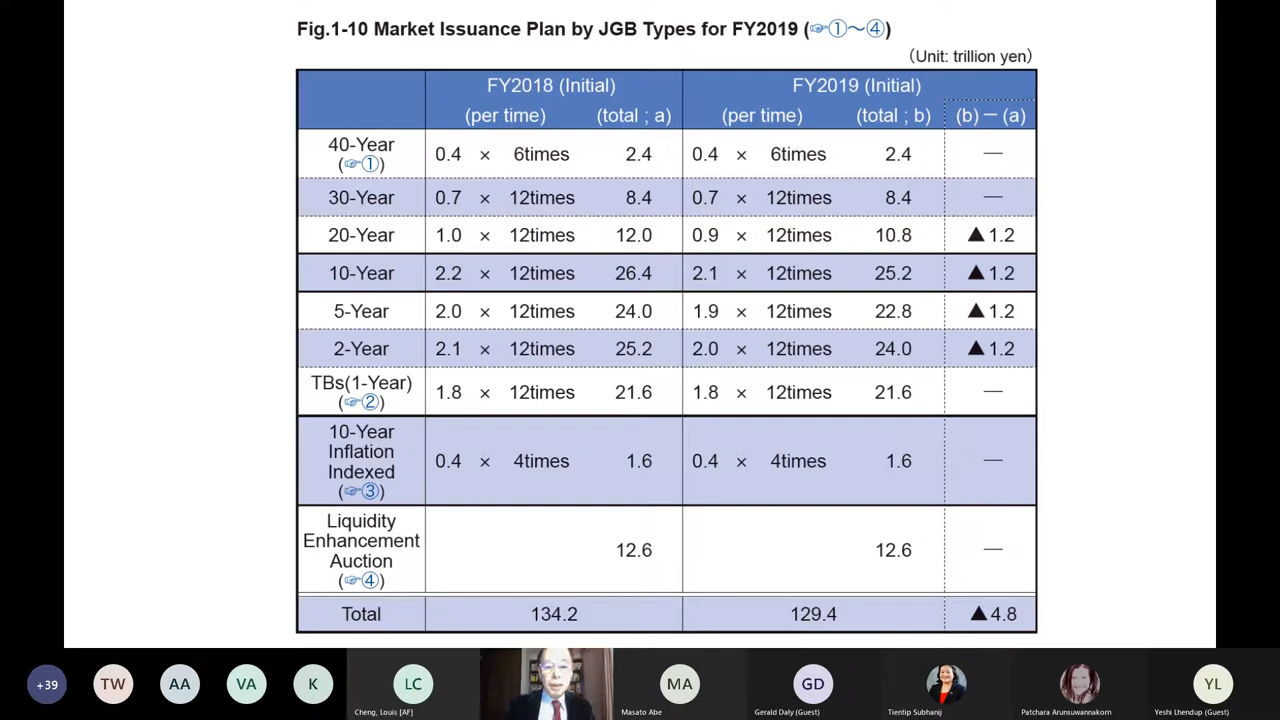 Fig.1-10 Market Issuance Plan by JGB Types for FY2019 (☞①～④)
(Unit: trillion yen)
FY2018 (Initial) FY2019 (Initial)
(per time) (total ; a) (per time) (total ; b) (b) − (a)
40-Year (☞①) 0.4 × 6times 2.4 0.4 × 6times 2.4 —
30-Year 0.7 × 12times 8.4 0.7 × 12times 8.4 —
20-Year 1.0 × 12times 12.0 0.9 × 12times 10.8 ▲1.2
10-Year 2.2 × 12times 26.4 2.1 × 12times 25.2 ▲1.2
5-Year 2.0 × 12times 24.0 1.9 × 12times 22.8 ▲1.2
2-Year 2.1 × 12times 25.2 2.0 × 12times 24.0 ▲1.2
TBs(1-Year) (☞②) 1.8 × 12times 21.6 1.8 × 12times 21.6 —
10-Year Inflation Indexed (☞③) 0.4 × 4times 1.6 0.4 × 4times 1.6 —
Liquidity Enhancement Auction (☞④) 12.6 12.6 —
Total 134.2 129.4 ▲4.8
+39 TW AA VA K LC MA GD YL
Cheng, Louis [AF] Masato Abe Gerald Daly (Guest) Tientip Subhanij Patchara Arunsuwannakorn Yeshi Lhendup (Guest)